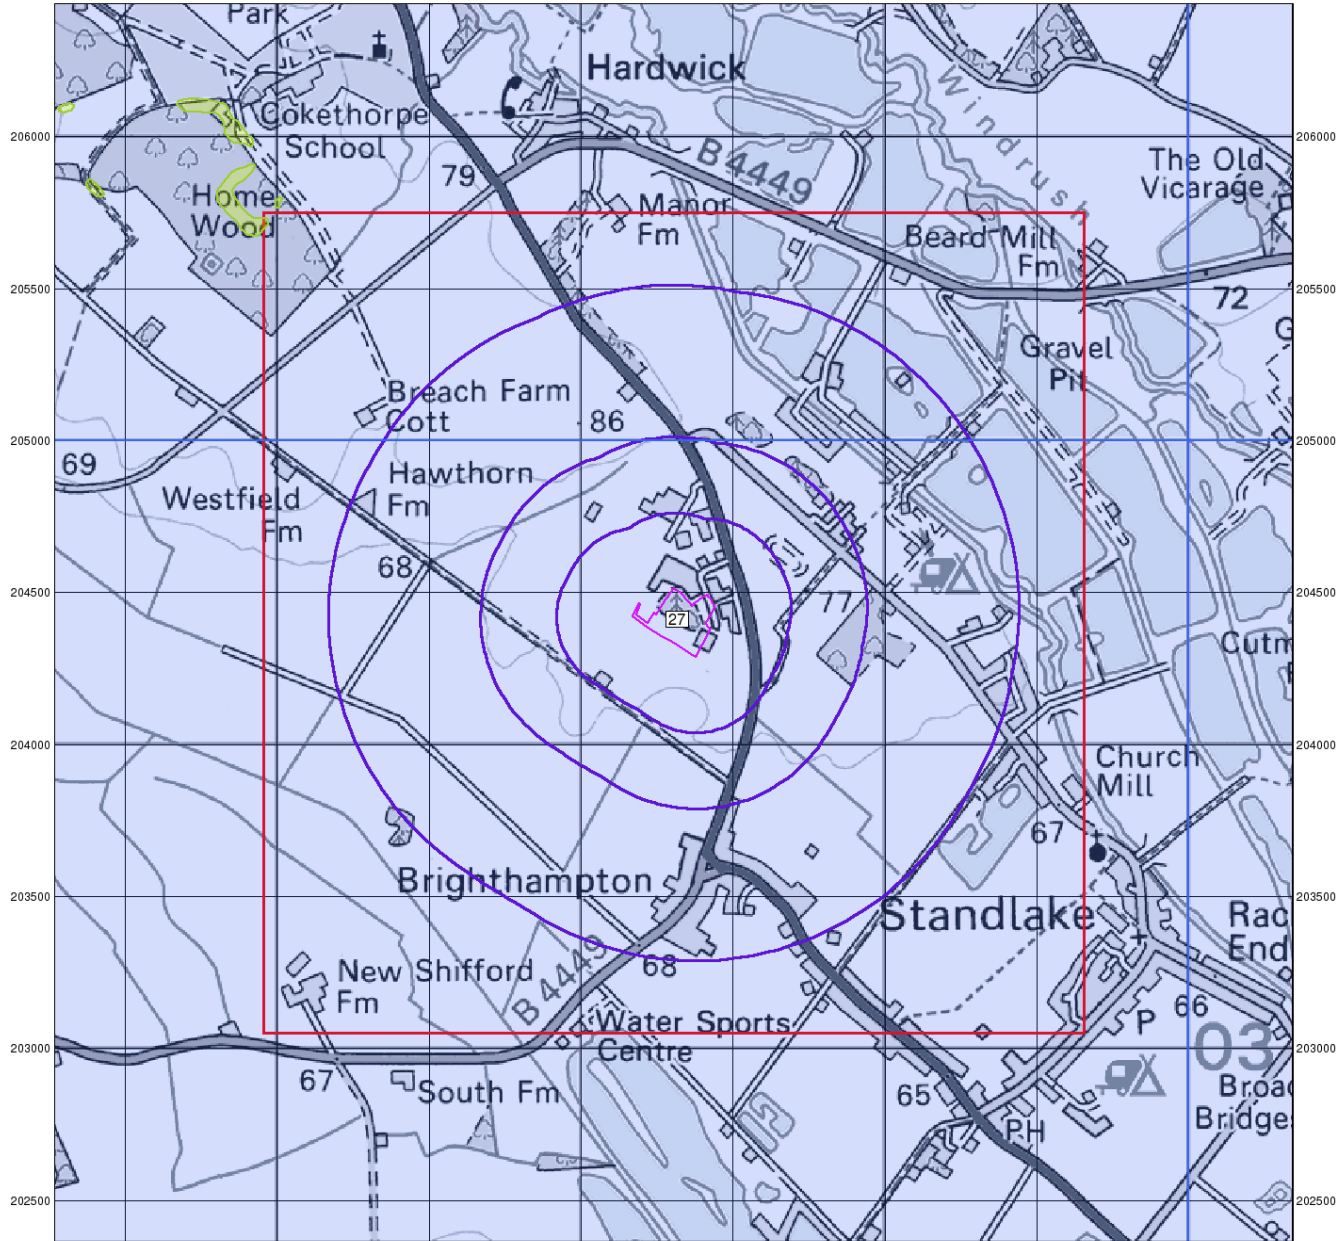 Park
Hardwick
Windrush
Cokethorpe
School
206000
206000
B4449
79
The Old
Vicarage
Home
Wood
Manor
Fm
Beard Mill
Fm
205500
72
205500
Gravel
Pit
G
Breach Farm
Cott
86
205000
205000
69
Hawthorn
Fm
Westfield
Fm
68
204500
77
204500
27
Cutm
F
204000
204000
Church
Mill
67
Brighthampton
203500
Standlake
203500
Rac
End
68
New Shifford
Fm
B 4449
66
Water Sports
Centre
P
203000
03
203000
67
South Fm
65
Broad
Bridge
PH
202500
202500